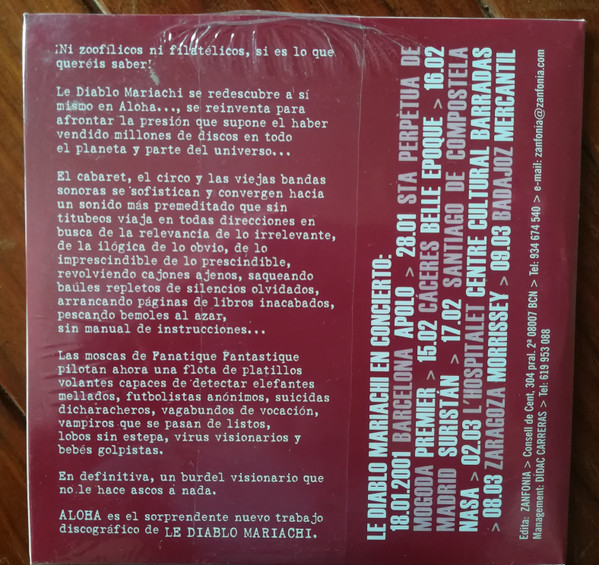 ¡Ni zoofílicos ni filatélicos, si es lo que
queréis saber!
Le Diablo Mariachi se redescubre a sí
mismo en Aloha..., se reinventa para
afrontar la presión que supone el haber
vendido millones de discos en todo
el planeta y parte del universo...
El cabaret, el circo y las viejas bandas
sonoras se sofistican y convergen hacia
un sonido más premeditado que sin
titubeos viaja en todas direcciones en
busca de la relevancia de lo irrelevante,
de la ilógica de lo obvio, de lo
imprescindible de lo prescindible,
revolviendo cajones ajenos, saqueando
baúles repletos de silencios olvidados,
arrancando páginas de libros inacabados,
pescando bemoles al azar,
sin manual de instrucciones...
Las moscas de Fanatique Fantastique
pilotan ahora una flota de platillos
volantes capaces de detectar elefantes
mellados, futbolistas anónimos, suicidas
dicharacheros, vagabundos de vocación,
vampiros que se pasan de listos,
lobos sin estepa, virus visionarios y
bebés golpistas.
En definitiva, un burdel visionario que
no le hace ascos a nada.
ALOHA es el sorprendente nuevo trabajo
discográfico de LE DIABLO MARIACHI.
LE DIABLO MARIACHI EN CONCIERTO:
18.01.2001 BARCELONA APOLO > 28.01 STA PERPÈTUA DE
MOGODA PREMIER > 15.02 CÁCERES BELLE EPOQUE > 16.02
MADRID SURISTÁN > 17.02 SANTIAGO DE COMPOSTELA
NASA > 02.03 L'HOSPITALET CENTRE CULTURAL BARRADAS
> 08.03 ZARAGOZA MORRISSEY > 09.03 BADAJOZ MERCANTIL
Edita: ZANFONIA > Consell de Cent, 304 pral. 2ª 08007 BCN > Tel: 934 674 540 > e-mail: zanfonia@zanfonia.com
Management: DÍDAC CARRERAS > Tel: 619 953 088